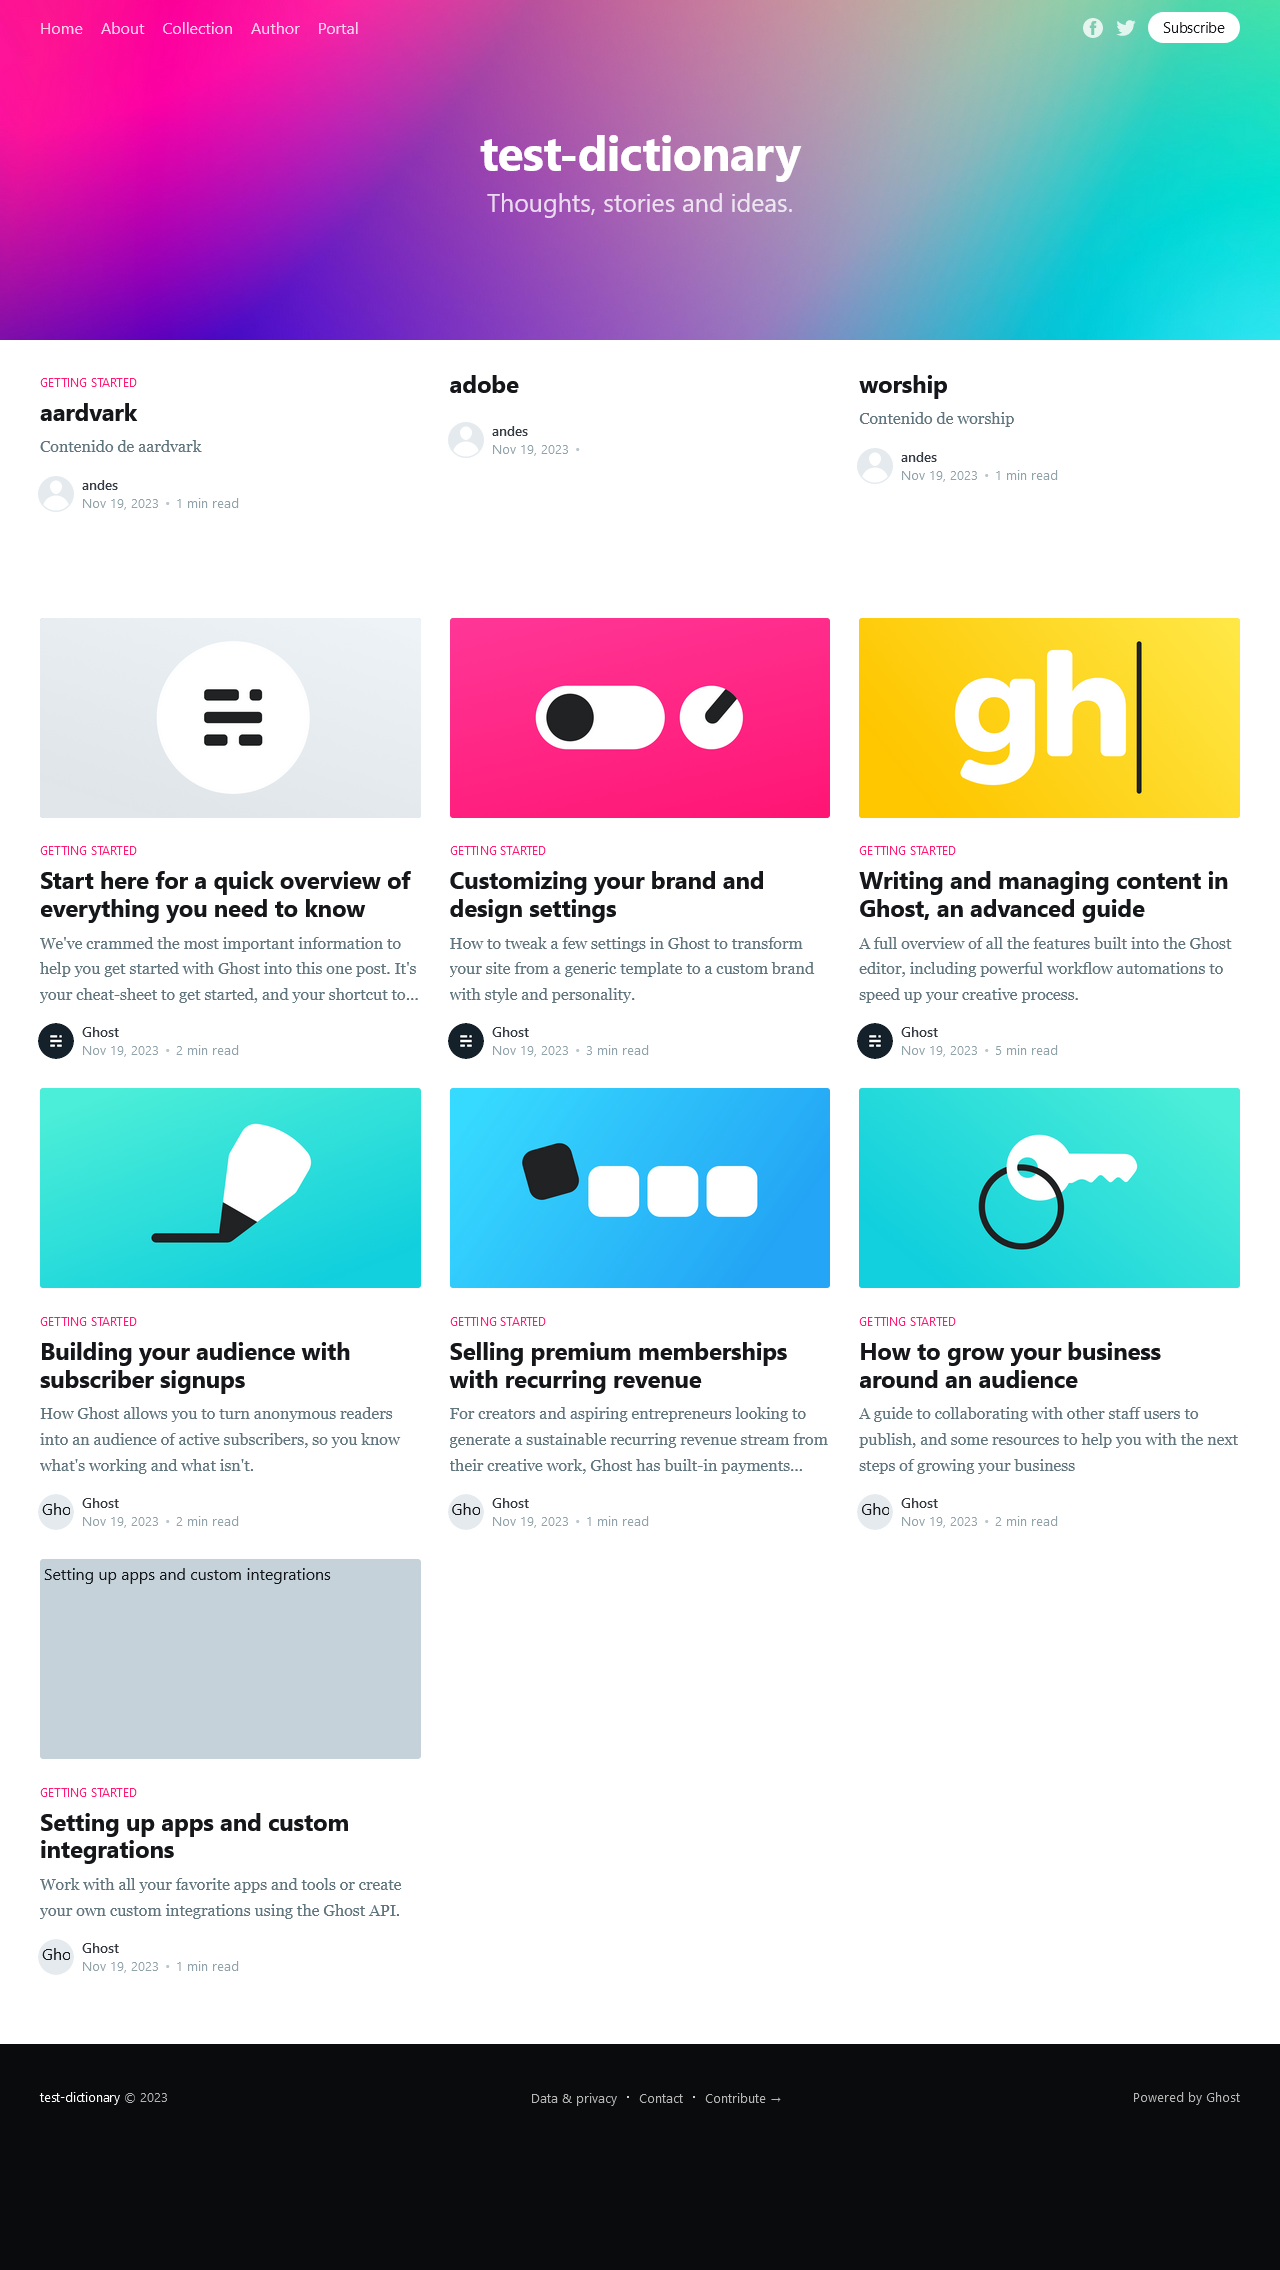 Home About Collection Author Portal
Subscribe
test-dictionary
Thoughts, stories and ideas.
GETTING STARTED
aardvark
Contenido de aardvark
andes
Nov 19, 2023 • 1 min read
adobe
andes
Nov 19, 2023 •
worship
Contenido de worship
andes
Nov 19, 2023 • 1 min read
GETTING STARTED
Start here for a quick overview of
everything you need to know
We've crammed the most important information to
help you get started with Ghost into this one post. It's
your cheat-sheet to get started, and your shortcut to...
Ghost
Nov 19, 2023 • 2 min read
GETTING STARTED
Customizing your brand and
design settings
How to tweak a few settings in Ghost to transform
your site from a generic template to a custom brand
with style and personality.
Ghost
Nov 19, 2023 • 3 min read
gh
GETTING STARTED
Writing and managing content in
Ghost, an advanced guide
A full overview of all the features built into the Ghost
editor, including powerful workflow automations to
speed up your creative process.
Ghost
Nov 19, 2023 • 5 min read
GETTING STARTED
Building your audience with
subscriber signups
How Ghost allows you to turn anonymous readers
into an audience of active subscribers, so you know
what's working and what isn't.
Gho
Ghost
Nov 19, 2023 • 2 min read
GETTING STARTED
Selling premium memberships
with recurring revenue
For creators and aspiring entrepreneurs looking to
generate a sustainable recurring revenue stream from
their creative work, Ghost has built-in payments...
Gho
Ghost
Nov 19, 2023 • 1 min read
GETTING STARTED
How to grow your business
around an audience
A guide to collaborating with other staff users to
publish, and some resources to help you with the next
steps of growing your business
Gho
Ghost
Nov 19, 2023 • 2 min read
Setting up apps and custom integrations
GETTING STARTED
Setting up apps and custom
integrations
Work with all your favorite apps and tools or create
your own custom integrations using the Ghost API.
Gho
Ghost
Nov 19, 2023 • 1 min read
test-dictionary © 2023
Data & privacy · Contact · Contribute →
Powered by Ghost